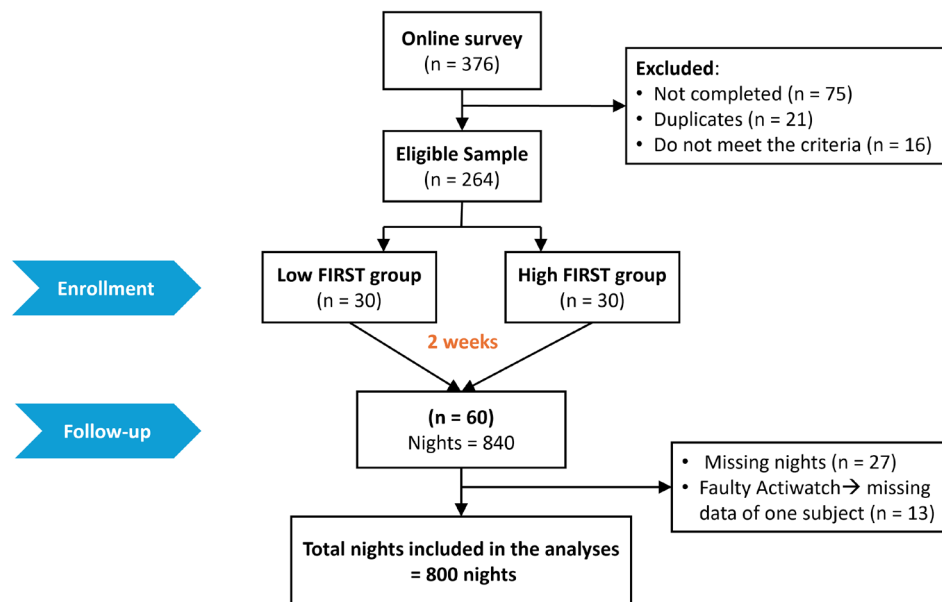 Online survey
(n = 376)
Excluded:
• Not completed (n = 75)
• Duplicates (n = 21)
• Do not meet the criteria (n = 16)
Eligible Sample
(n = 264)
Enrollment
Low FIRST group
(n = 30)
High FIRST group
(n = 30)
2 weeks
Follow-up
(n = 60)
Nights = 840
• Missing nights (n = 27)
• Faulty Actiwatch→ missing
data of one subject (n = 13)
Total nights included in the analyses
= 800 nights